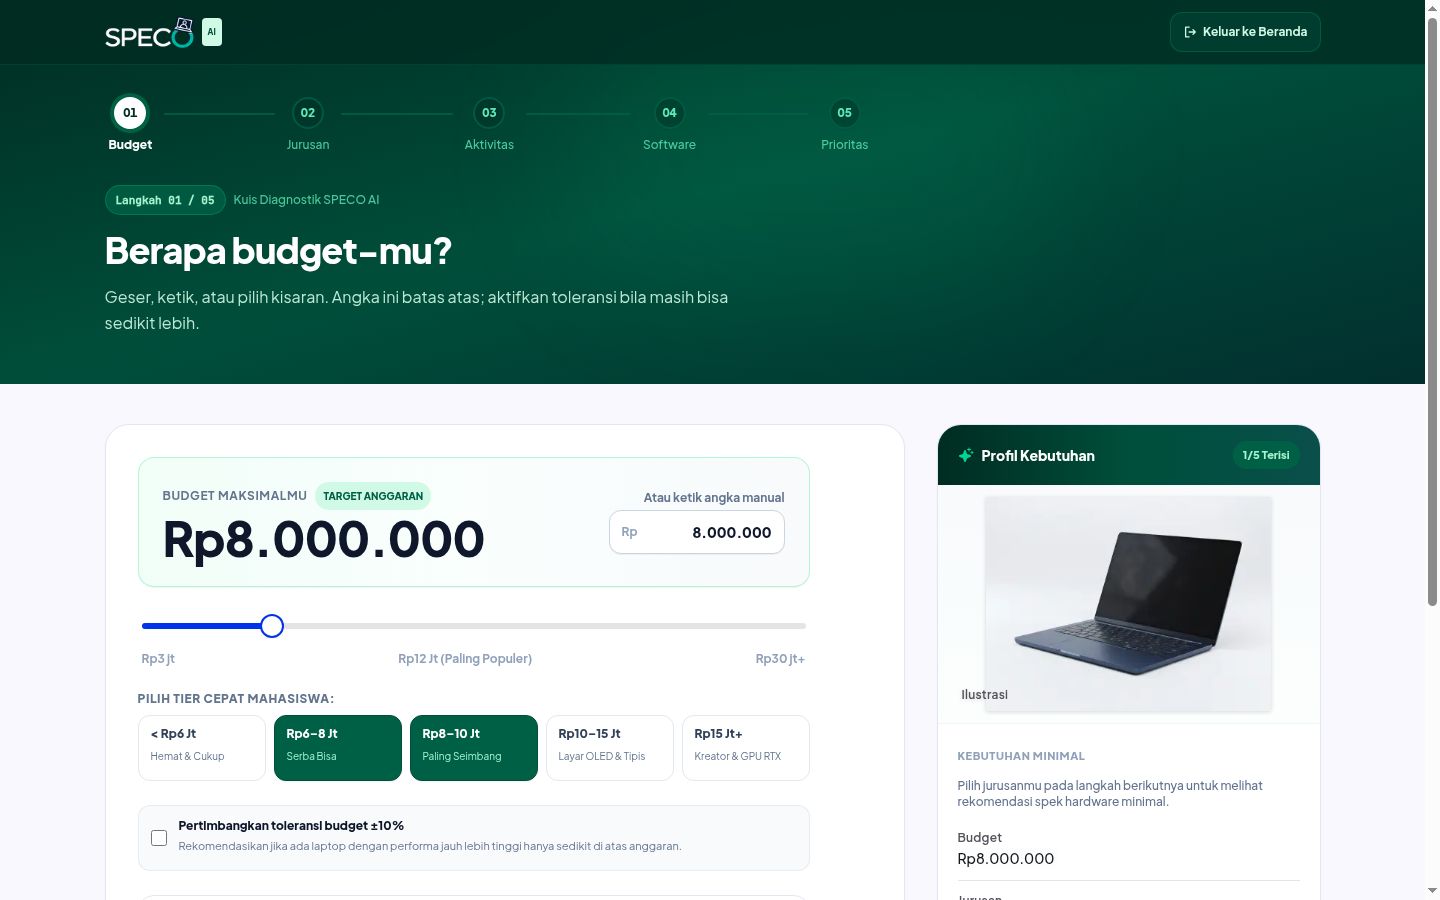 SPECO
AI
Keluar ke Beranda
01
02
03
04
05
Budget
Jurusan
Aktivitas
Software
Prioritas
Langkah 01 / 05
Kuis Diagnostik SPECO AI
Berapa budget-mu?
Geser, ketik, atau pilih kisaran. Angka ini batas atas; aktifkan toleransi bila masih bisa
sedikit lebih.
BUDGET MAKSIMALMU
TARGET ANGGARAN
Rp8.000.000
Atau ketik angka manual
Rp
8.000.000
Rp3 jt
Rp12 Jt (Paling Populer)
Rp30 jt+
PILIH TIER CEPAT MAHASISWA:
< Rp6 Jt
Hemat & Cukup
Rp6–8 Jt
Serba Bisa
Rp8–10 Jt
Paling Seimbang
Rp10–15 Jt
Layar OLED & Tipis
Rp15 Jt+
Kreator & GPU RTX
Pertimbangkan toleransi budget ±10%
Rekomendasikan jika ada laptop dengan performa jauh lebih tinggi hanya sedikit di atas anggaran.
Profil Kebutuhan
1/5 Terisi
Ilustrasi
KEBUTUHAN MINIMAL
Pilih jurusanmu pada langkah berikutnya untuk melihat
rekomendasi spek hardware minimal.
Budget
Rp8.000.000
Jurusan